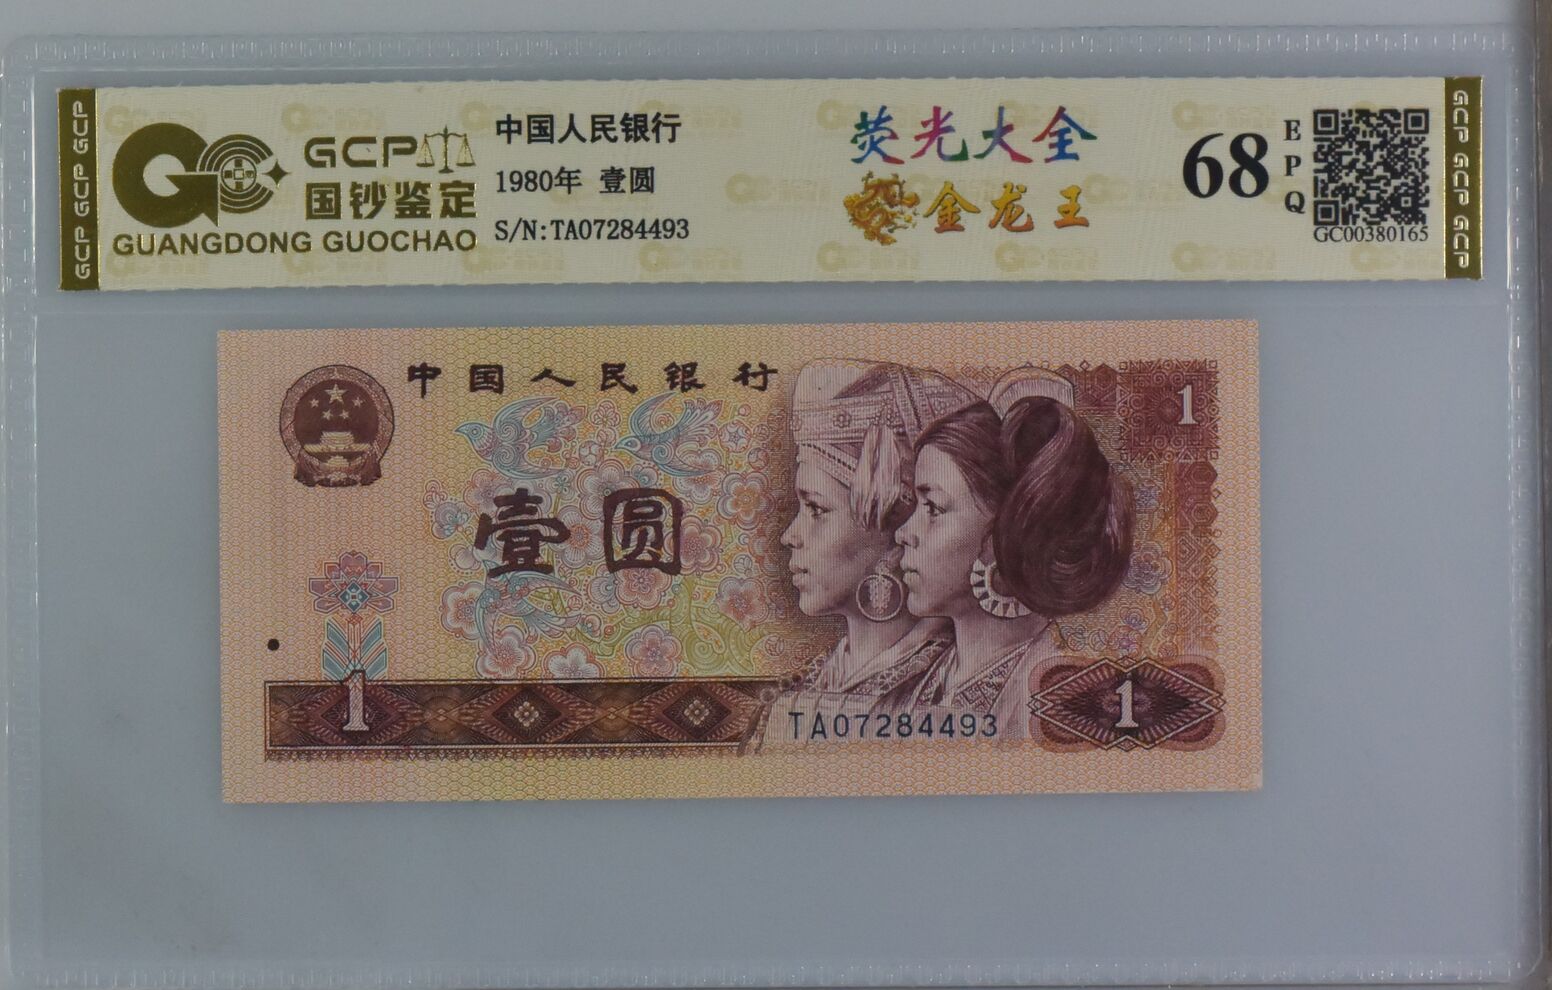 GCP GCP GCP
GCP
国钞鉴定
GUANGDONG GUOCHAO
中国人民银行
1980年 壹圆
S/N:TA07284493
荧光大全
金龙王
68
EPQ
GC00380165
GCP GCP GCP
中国人民银行
1
壹圆
1
TA07284493
1